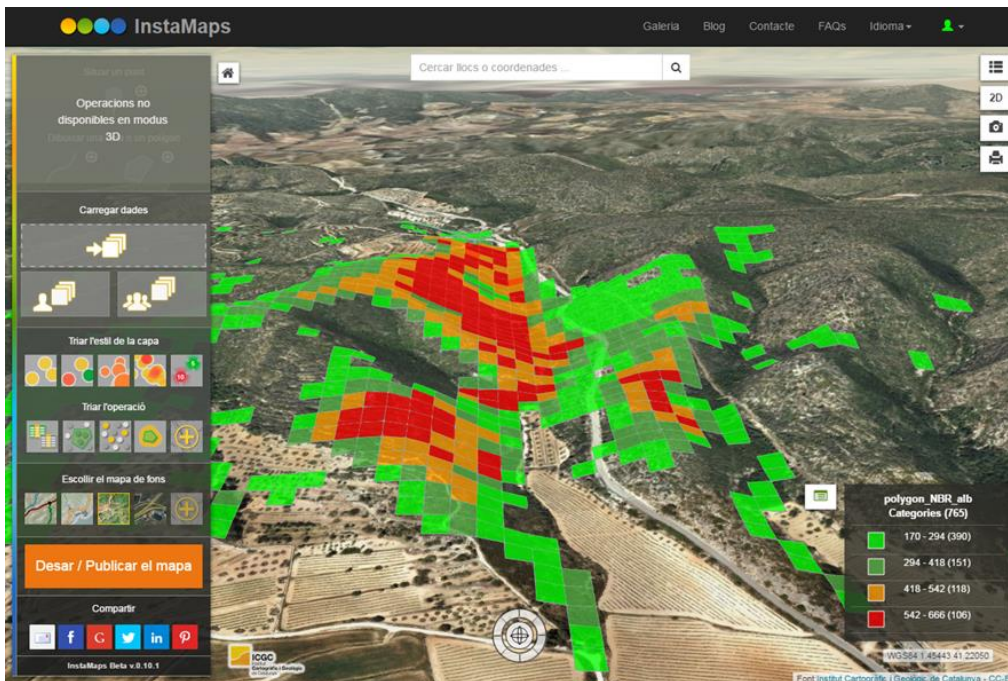 InstaMaps
Galeria
Blog
Contacte
FAQs
Idioma
Situar un punt
Operacions no
disponibles en modus
3D
Cercar llocs o coordenades ...
2D
Carregar dades
Triar l'estil de la capa
Triar l'operació
Escollir el mapa de fons
Desar / Publicar el mapa
Compartir
InstaMaps Beta v.0.10.1
polygon_NBR_alb
Categories (765)
170 - 294 (390)
294 - 418 (151)
418 - 542 (118)
542 - 666 (106)
ICGC
Institut
Cartogràfic i Geològic
de Catalunya
WGS84 1.45443,41.22050
Font Institut Cartogràfic i Geològic de Catalunya - CC